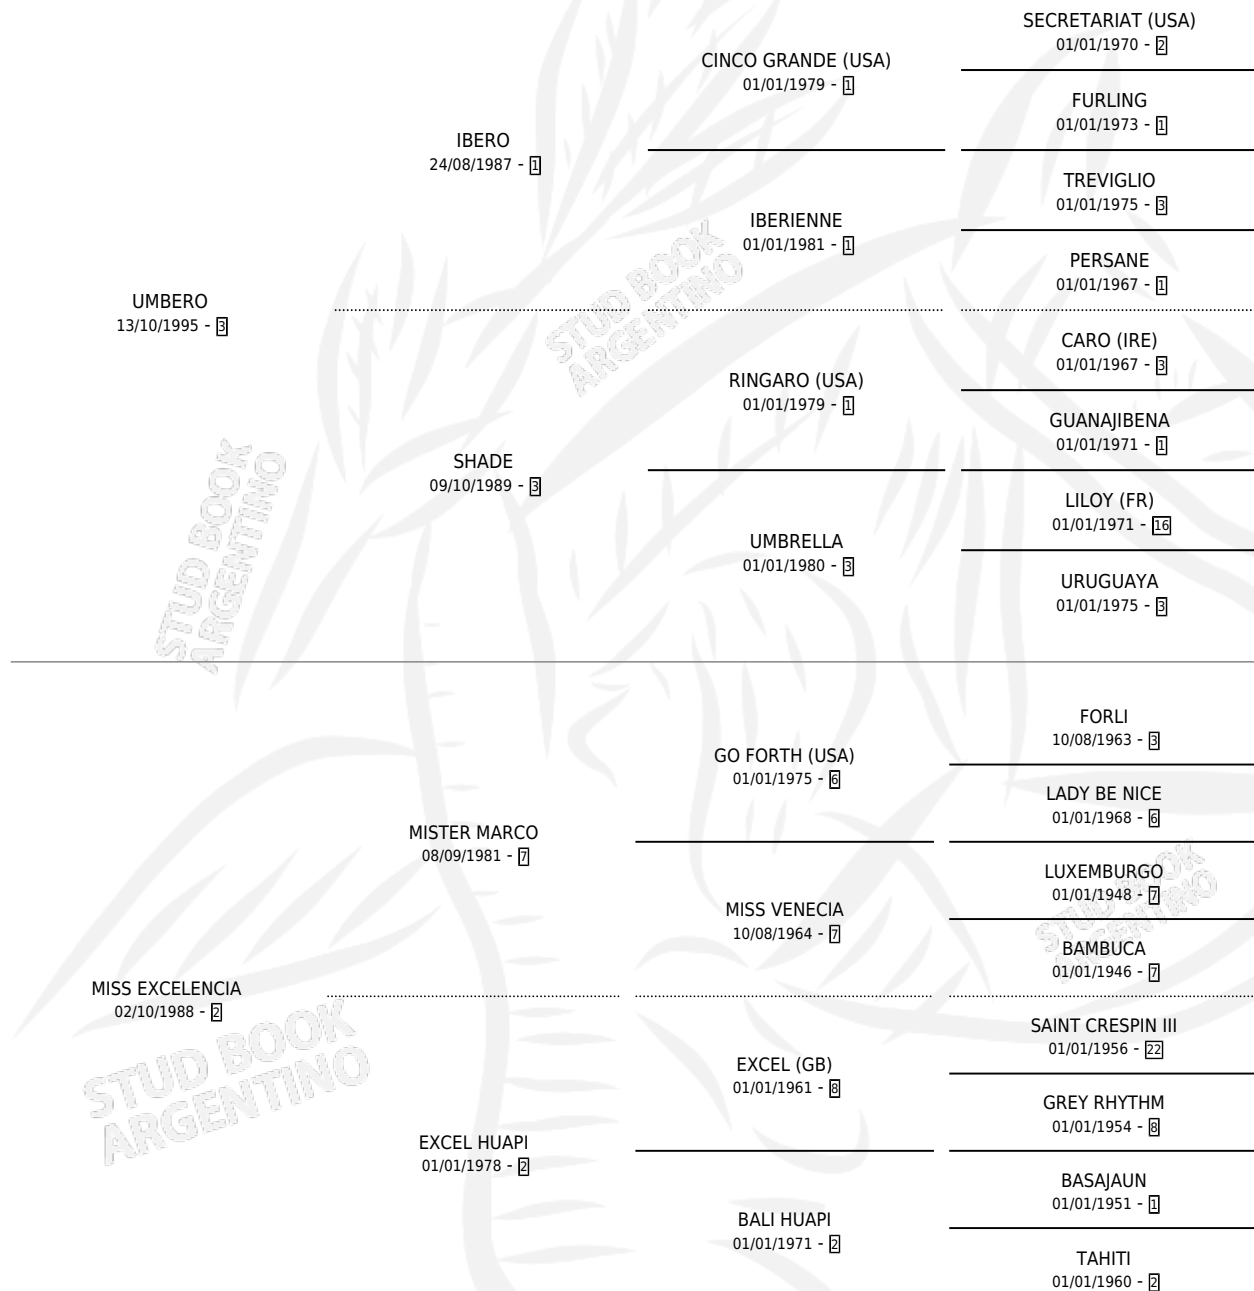 SECRETARIAT (USA)
01/01/1970 - 2
CINCO GRANDE (USA)
01/01/1979 - 1
FURLING
01/01/1973 - 1
IBERO
24/08/1987 - 1
TREVIGLIO
01/01/1975 - 3
IBERIENNE
01/01/1981 - 1
PERSANE
01/01/1967 - 1
UMBERO
13/10/1995 - 3
CARO (IRE)
01/01/1967 - 3
RINGARO (USA)
01/01/1979 - 1
GUANAJIBENA
01/01/1971 - 1
SHADE
09/10/1989 - 3
LILOY (FR)
01/01/1971 - 16
UMBRELLA
01/01/1980 - 3
URUGUAYA
01/01/1975 - 3
STUD BOOK
ARGENTINO
STUD BOOK
ARGENTINO
FORLI
10/08/1963 - 3
GO FORTH (USA)
01/01/1975 - 6
LADY BE NICE
01/01/1968 - 6
MISTER MARCO
08/09/1981 - 7
LUXEMBURGO
01/01/1948 - 7
MISS VENECIA
10/08/1964 - 7
BAMBUCA
01/01/1946 - 7
MISS EXCELENCIA
02/10/1988 - 2
SAINT CRESPIN III
01/01/1956 - 22
EXCEL (GB)
01/01/1961 - 8
GREY RHYTHM
01/01/1954 - 8
EXCEL HUAPI
01/01/1978 - 2
BASAJAUN
01/01/1951 - 1
BALI HUAPI
01/01/1971 - 2
TAHITI
01/01/1960 - 2
STUD BOOK
ARGENTINO
STUD BOOK
ARGENTINO